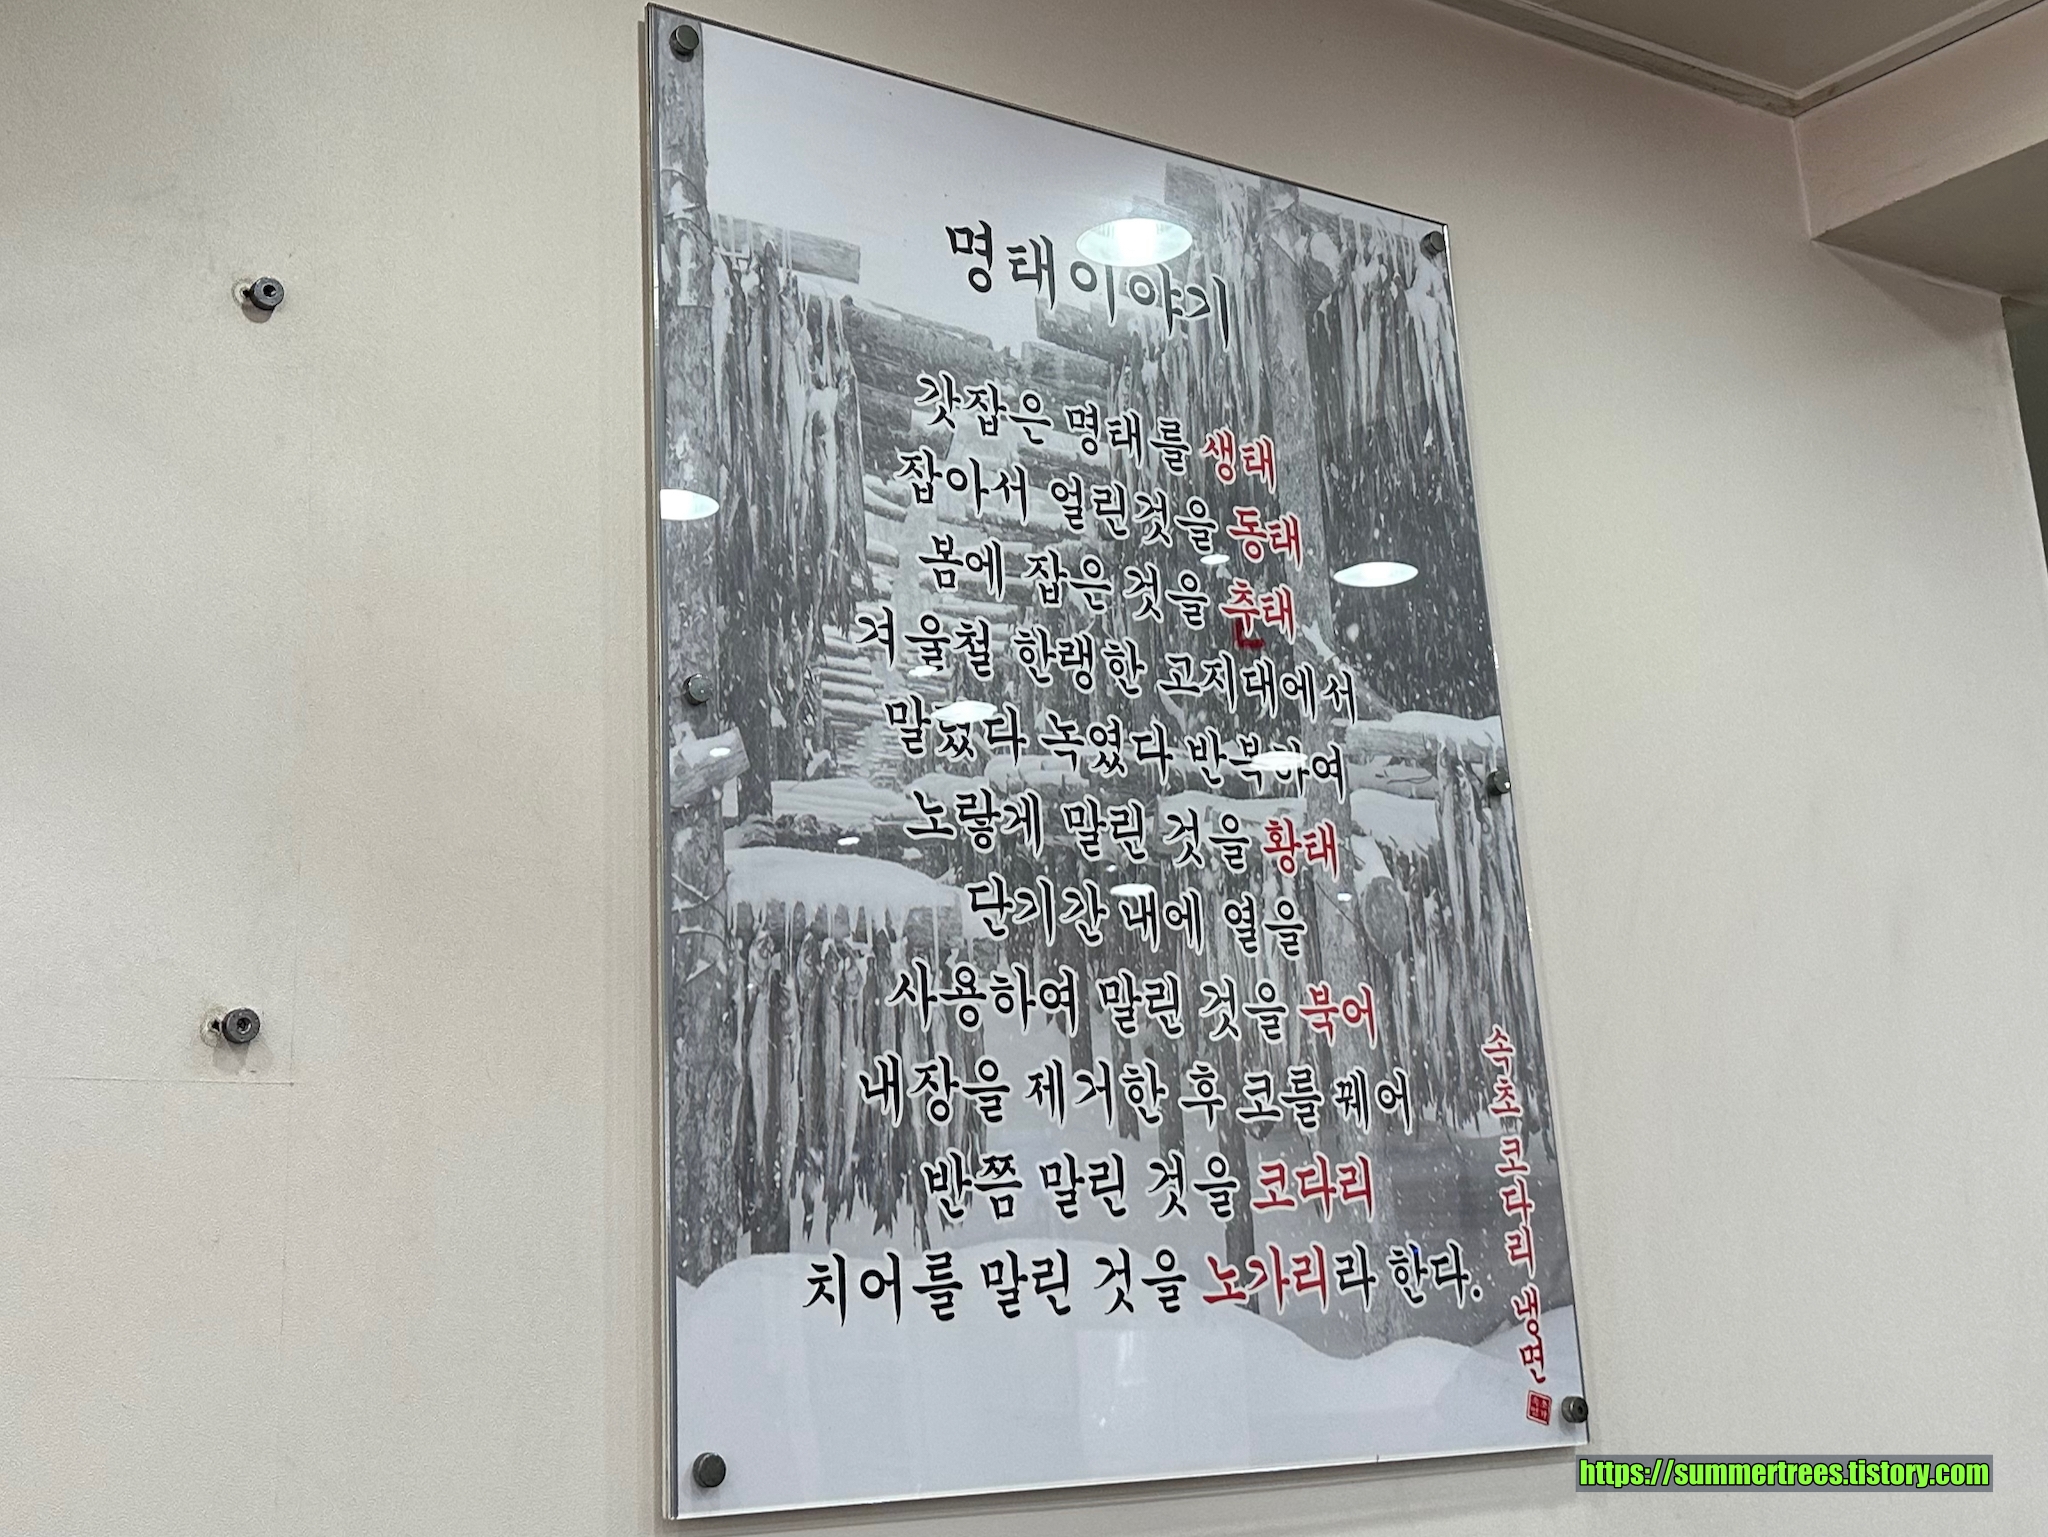 명태이야기
갓잡은 명태를 생태
잡아서 얼린것을 동태
봄에 잡은 것을 춘태
겨울철 한랭한 고지대에서
말렸다 녹였다 반복하여
노랗게 말린 것을 황태
단기간 내에 열을
사용하여 말린 것을 북어
내장을 제거한 후 코를 꿰어
반쯤 말린 것을 코다리
치어를 말린 것을 노가리라 한다.
속초 코다리 냉면
https://summertrees.tistory.com